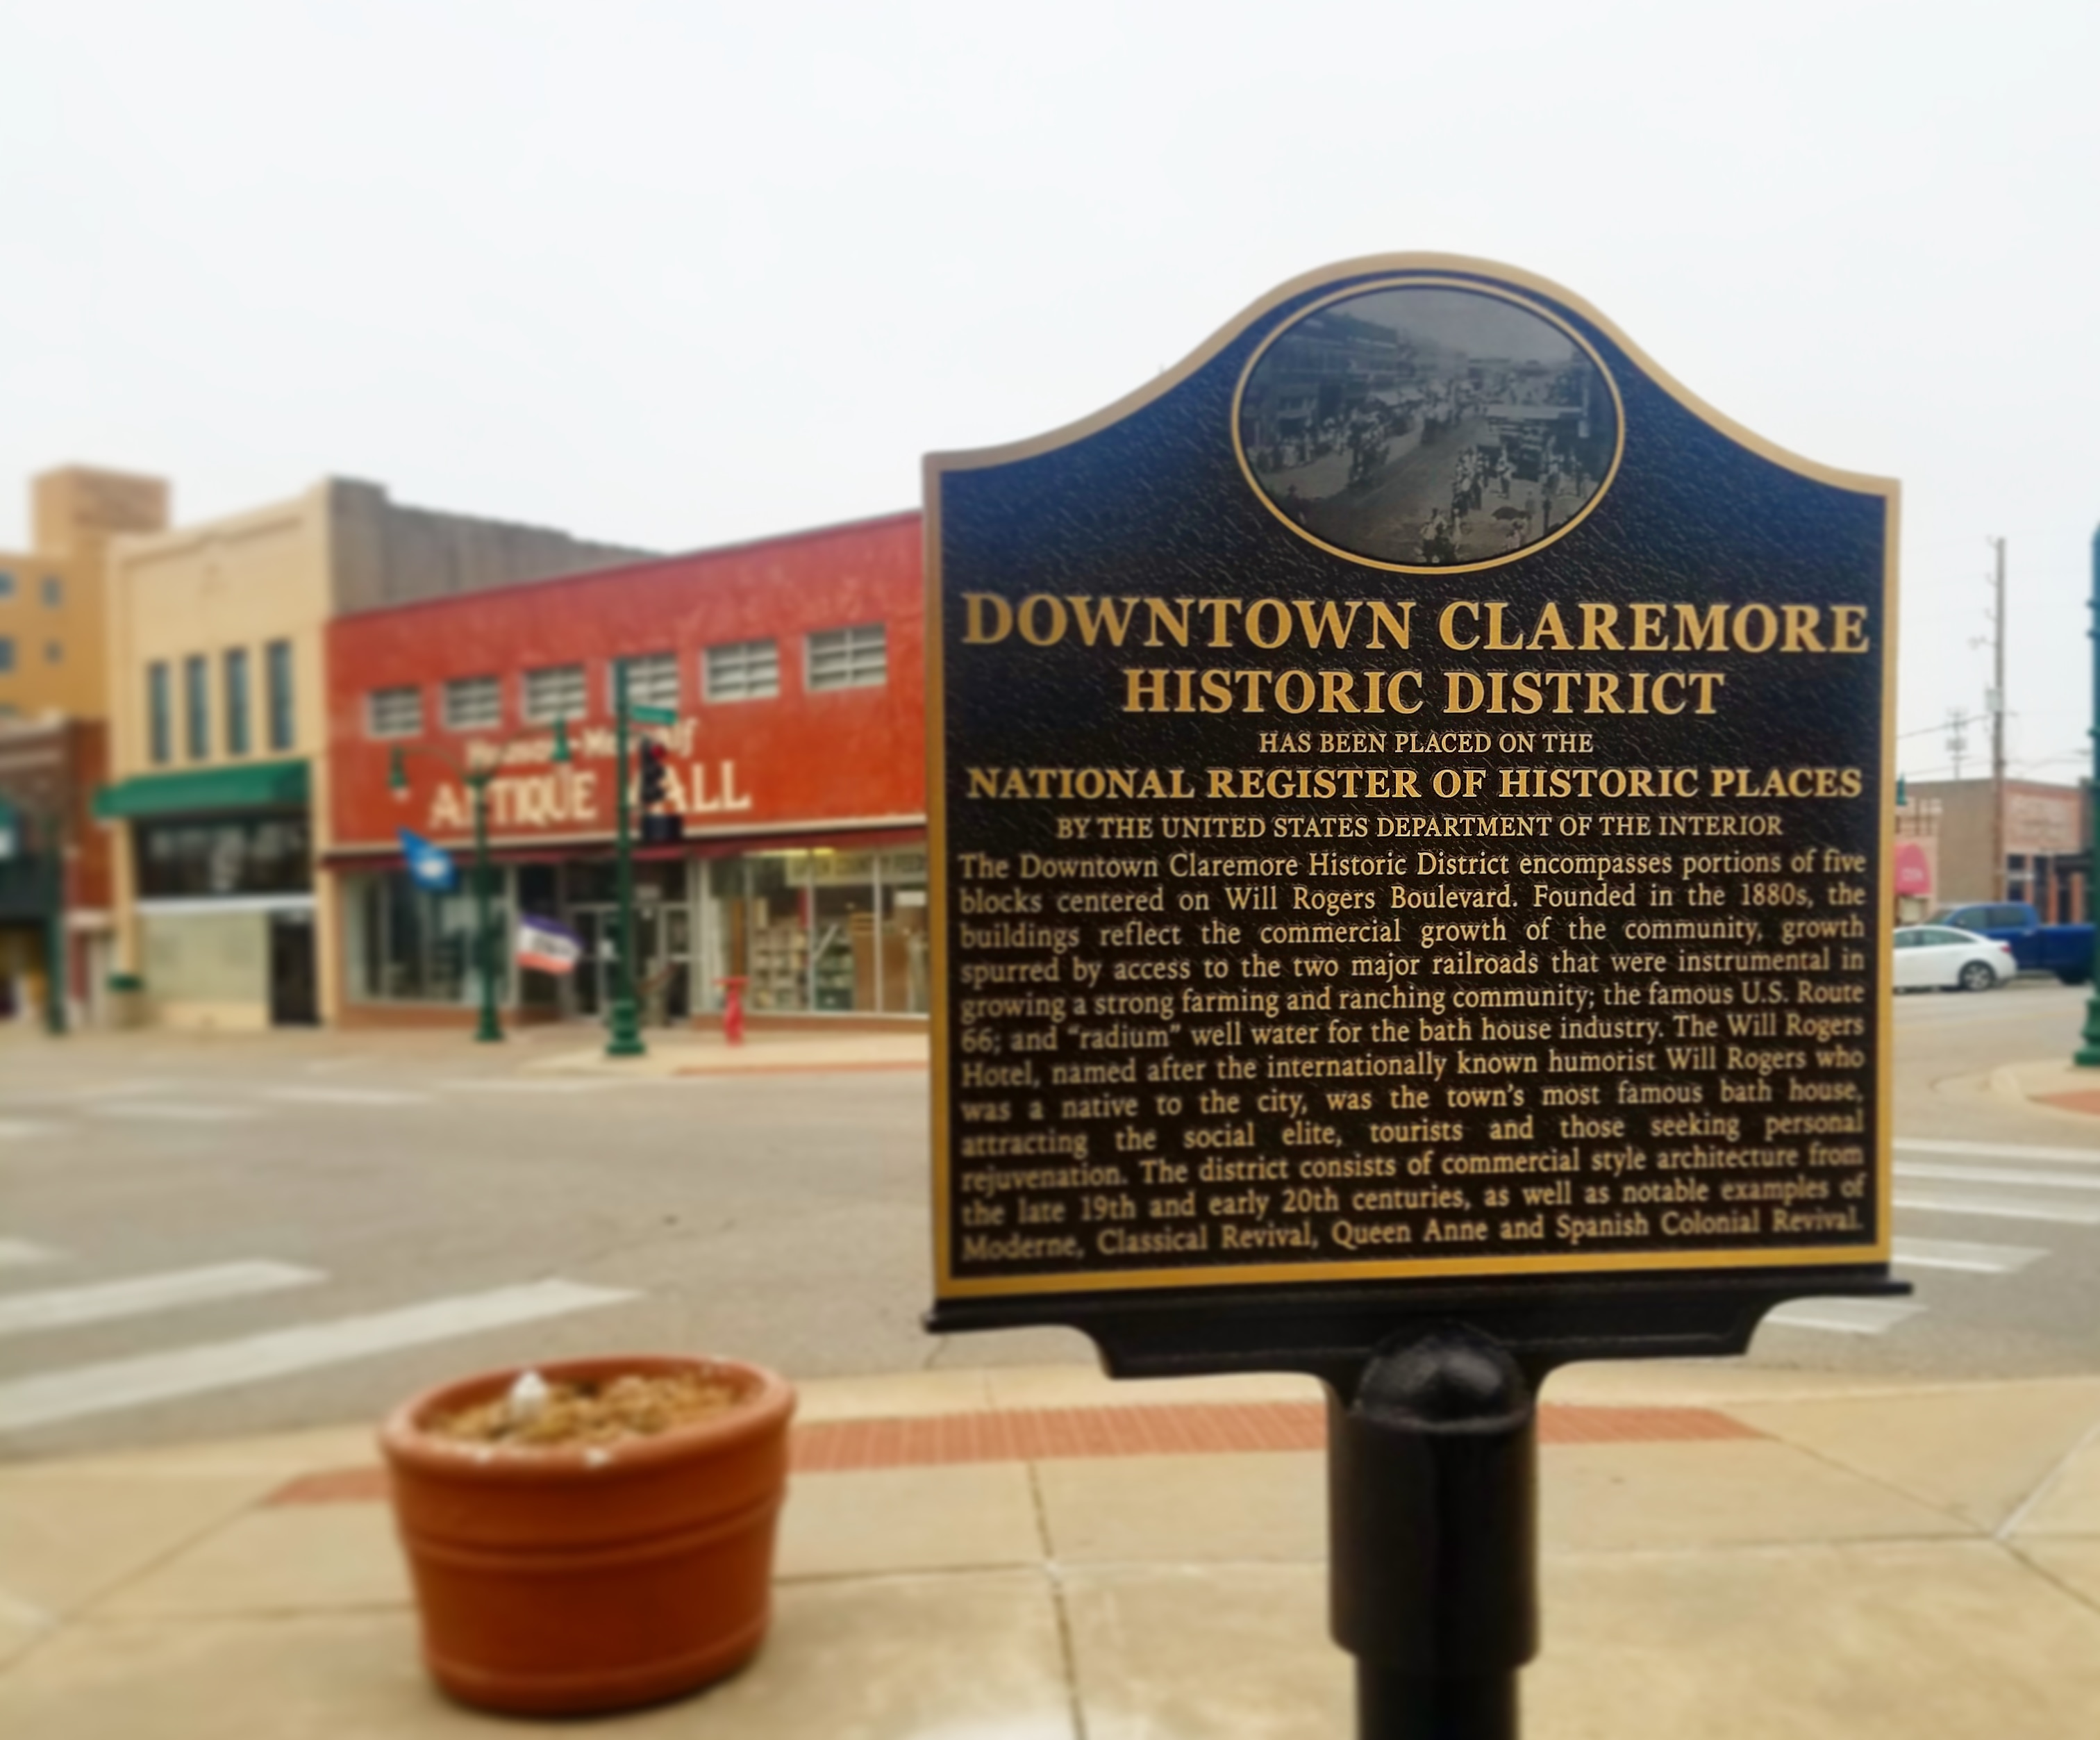 DOWNTOWN CLAREMORE
HISTORIC DISTRICT
HAS BEEN PLACED ON THE
NATIONAL REGISTER OF HISTORIC PLACES
BY THE UNITED STATES DEPARTMENT OF THE INTERIOR
The Downtown Claremore Historic District encompasses portions of five
blocks centered on Will Rogers Boulevard. Founded in the 1880s, the
buildings reflect the commercial growth of the community, growth
spurred by access to the two major railroads that were instrumental in
growing a strong farming and ranching community; the famous U.S. Route
66; and “radium” well water for the bath house industry. The Will Rogers
Hotel, named after the internationally known humorist Will Rogers who
was a native to the city, was the town’s most famous bath house,
attracting the social elite, tourists and those seeking personal
rejuvenation. The district consists of commercial style architecture from
the late 19th and early 20th centuries, as well as notable examples of
Moderne, Classical Revival, Queen Anne and Spanish Colonial Revival.
ANTIQUE MALL